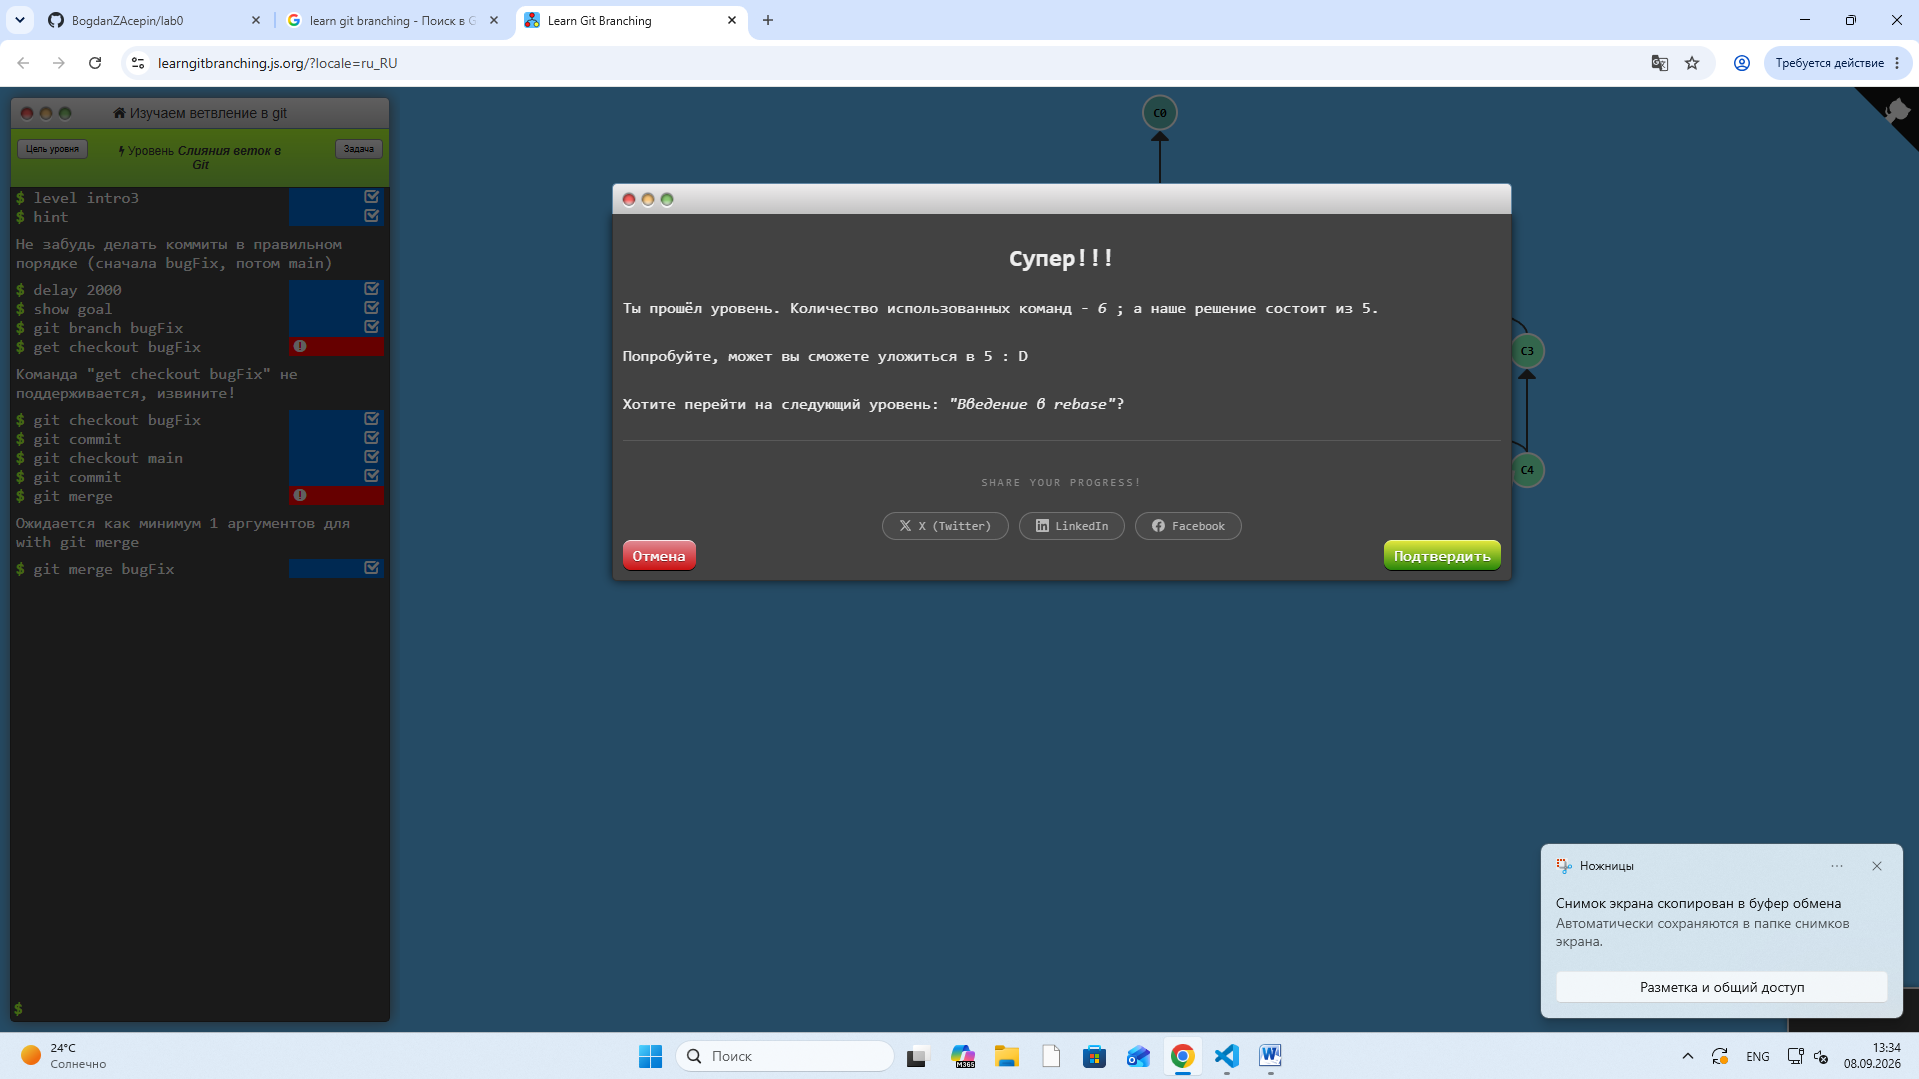 BogdanZAcepin/lab0
learn git branching - Поиск в G
Learn Git Branching
learngitbranching.js.org/?locale=ru_RU
Требуется действие
Изучаем ветвление в git
Цель уровня
Уровень Слияния веток в
Git
Задача
$ level intro3
$ hint
Не забудь делать коммиты в правильном
порядке (сначала bugFix, потом main)
$ delay 2000
$ show goal
$ git branch bugFix
$ get checkout bugFix
Команда "get checkout bugFix" не
поддерживается, извините!
$ git checkout bugFix
$ git commit
$ git checkout main
$ git commit
$ git merge
Ожидается как минимум 1 аргументов для
with git merge
$ git merge bugFix
$
C0
Супер!!!
Ты прошёл уровень. Количество использованных команд - 6 ; а наше решение состоит из 5.
Попробуйте, может вы сможете уложиться в 5 : D
Хотите перейти на следующий уровень: "Введение в rebase"?
SHARE YOUR PROGRESS!
X (Twitter)
LinkedIn
Facebook
Отмена
Подтвердить
C3
C4
Ножницы
Снимок экрана скопирован в буфер обмена
Автоматически сохраняются в папке снимков
экрана.
Разметка и общий доступ
24°C
Солнечно
Поиск
M365
ENG
13:34
08.09.2026